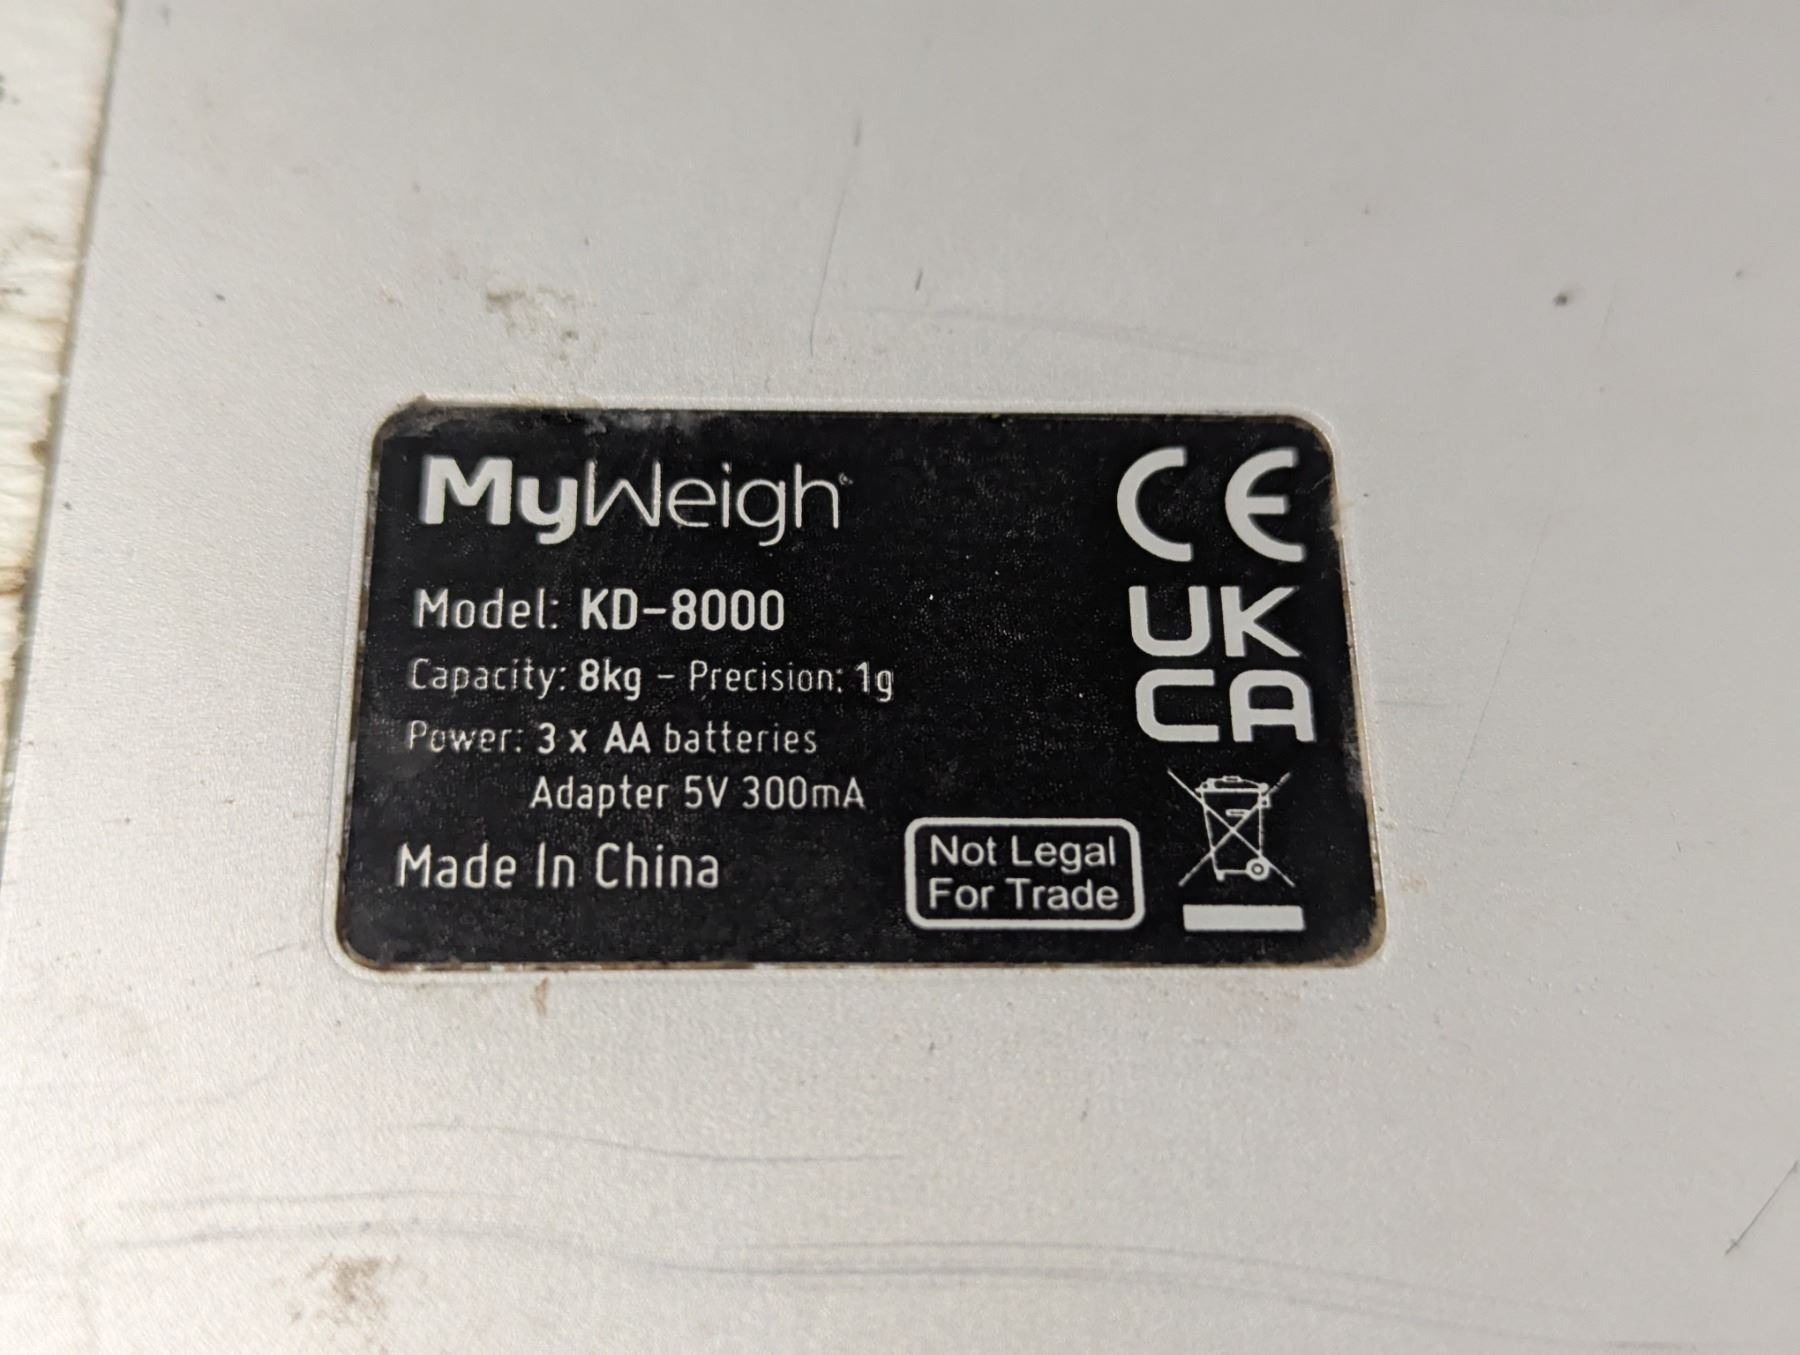 MyWeigh
Model: KD-8000
Capacity: 8kg – Precision: 1g
Power: 3 x AA batteries
Adapter 5V 300mA
Made In China
Not Legal
For Trade
CE
UK
CA